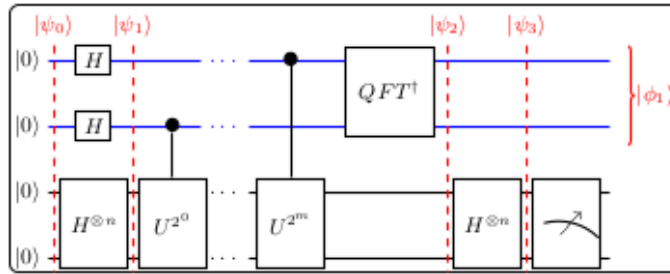 |ψ₀⟩ |ψ₁⟩ |ψ₂⟩ |ψ₃⟩
|0⟩ H ··· QFT† |ϕ₁⟩
|0⟩ H ···
|0⟩ H^{⊗n} U^{2^0} ··· U^{2^m} H^{⊗n}
|0⟩ ···